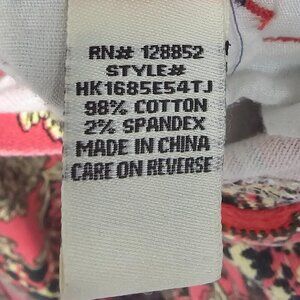 RN# 128852
STYLE#
HK1685E54TJ
98% COTTON
2% SPANDEX
MADE IN CHINA
CARE ON REVERSE